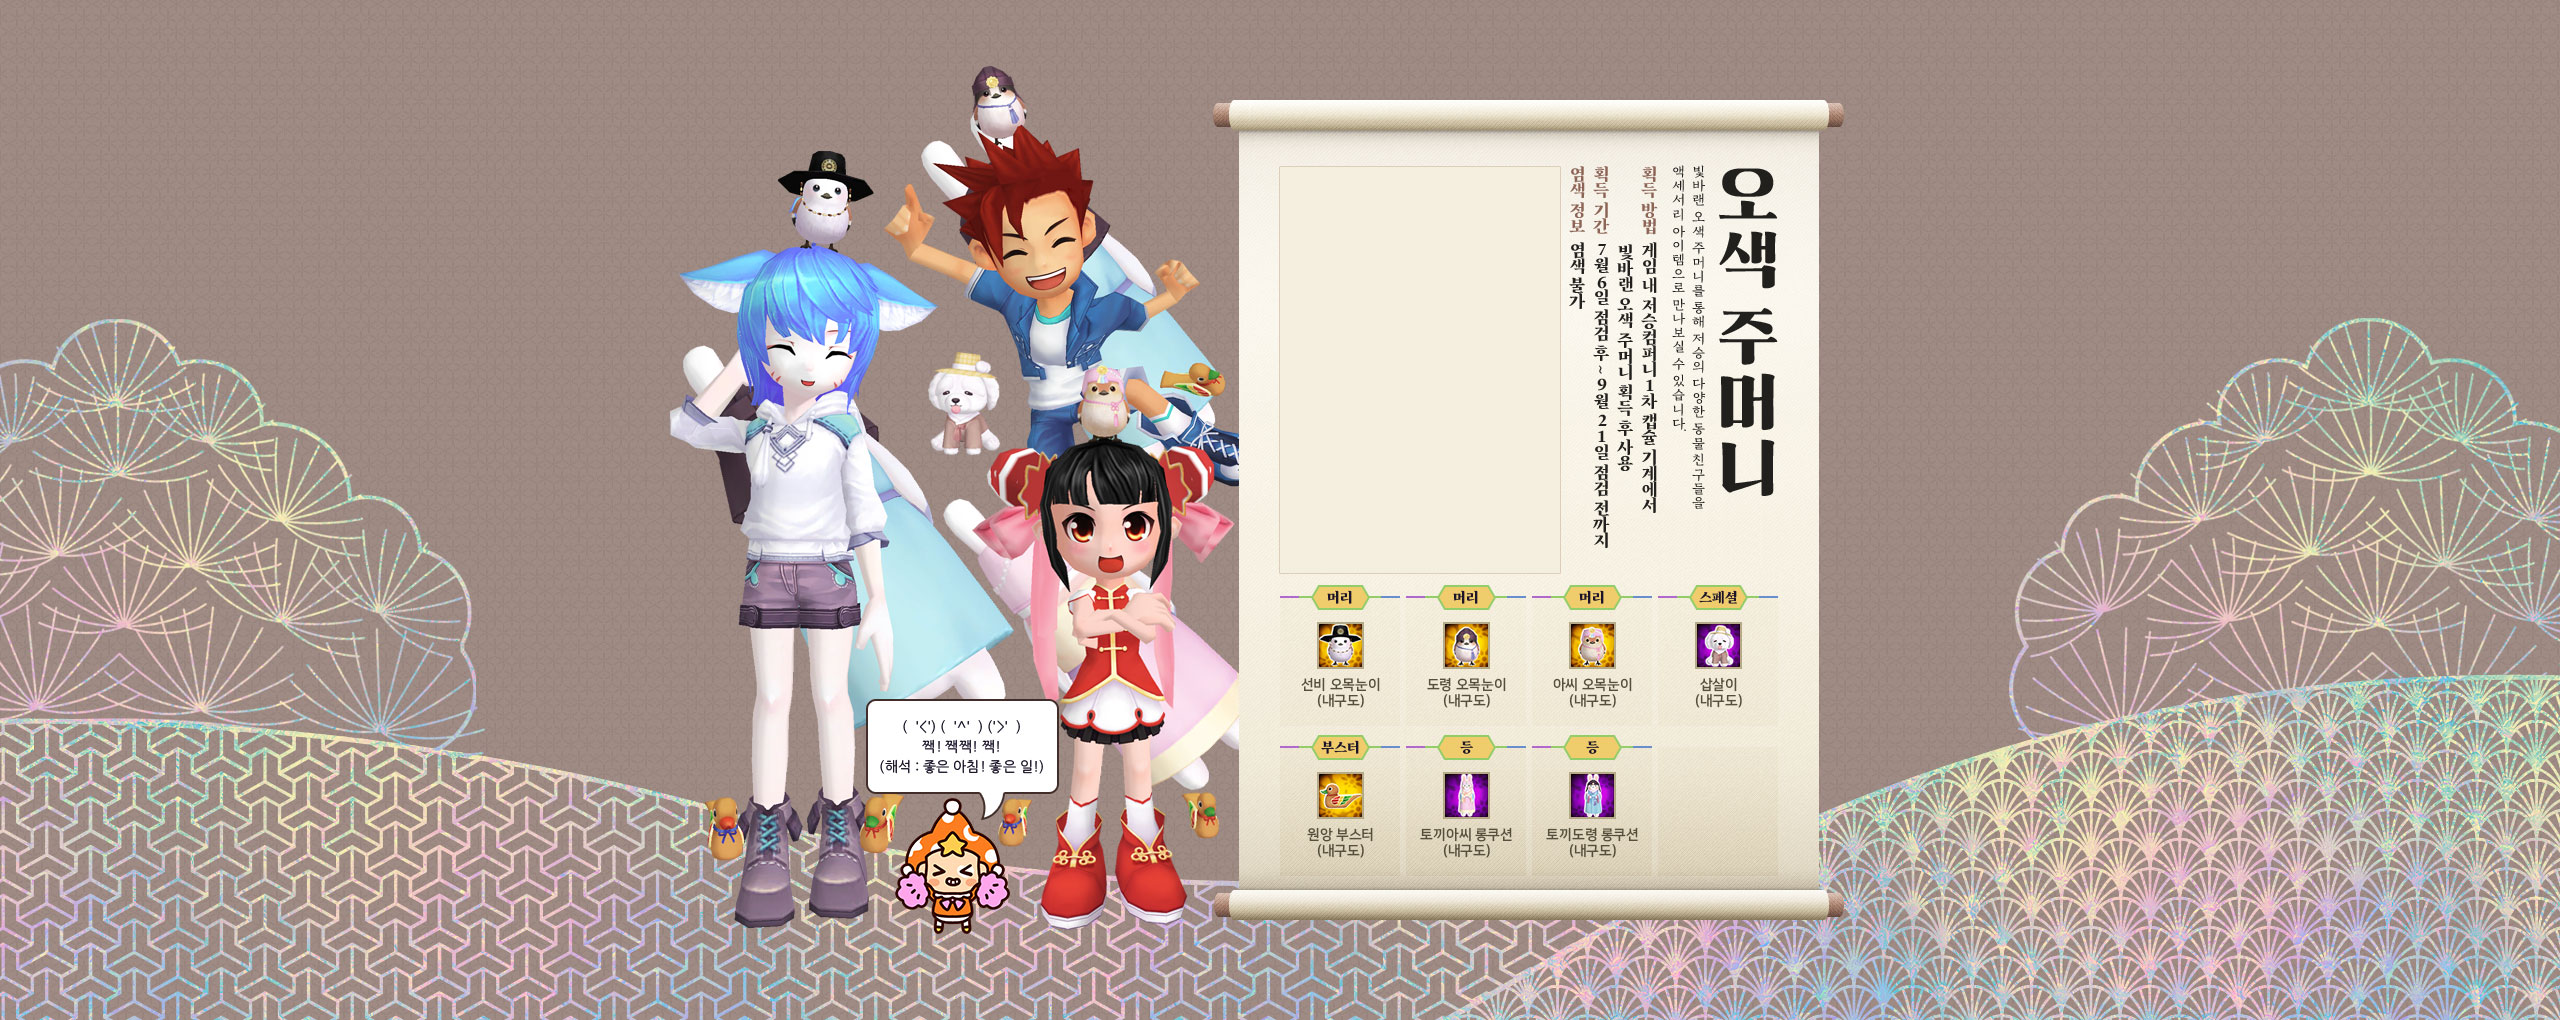 오색 주머니
빛바랜 오색 주머니를 통해 저승의 다양한 동물 친구들을
액세서리 아이템으로 만나보실 수 있습니다.
획득 방법 게임 내 저승컴퍼니 1차 캡슐 기계에서
빛바랜 오색 주머니 획득 후 사용
획득 기간 7월 6일 점검 후 ~ 9월 21일 점검 전까지
염색 정보 염색 불가
머리
선비 오목눈이
(내구도)
머리
도령 오목눈이
(내구도)
머리
아씨 오목눈이
(내구도)
스페셜
삽살이
(내구도)
부스터
원앙 부스터
(내구도)
등
토끼아씨 롱쿠션
(내구도)
등
토끼도령 롱쿠션
(내구도)
( '<') ( '^' ) ('>' )
짹! 짹짹! 짹!
(해석 : 좋은 아침! 좋은 일!)